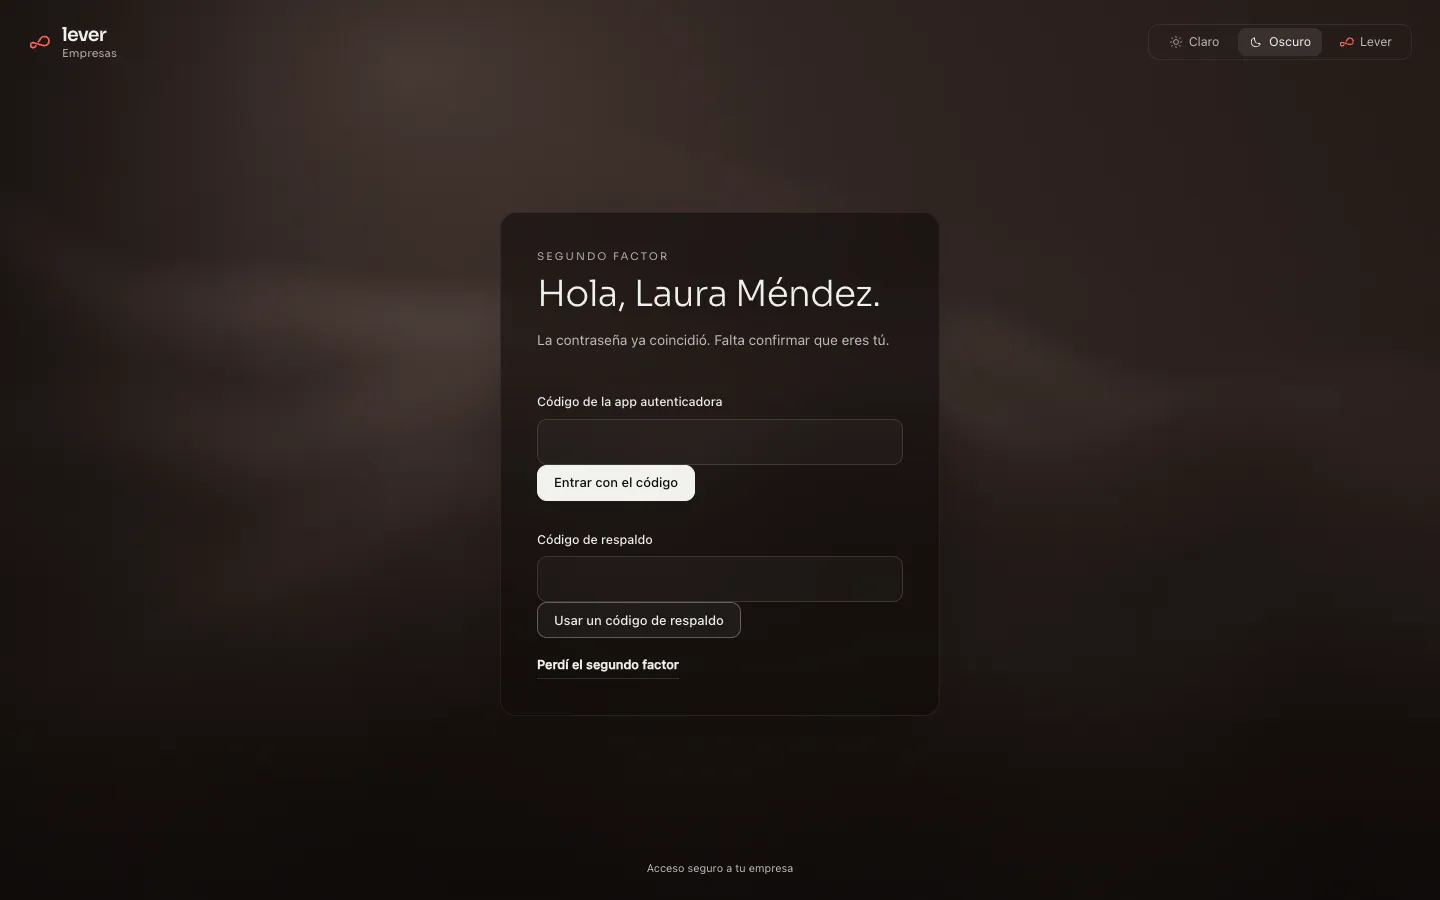 lever
Empresas
Claro
Oscuro
Lever
SEGUNDO FACTOR
Hola, Laura Méndez.
La contraseña ya coincidió. Falta confirmar que eres tú.
Código de la app autenticadora
Entrar con el código
Código de respaldo
Usar un código de respaldo
Perdí el segundo factor
Acceso seguro a tu empresa